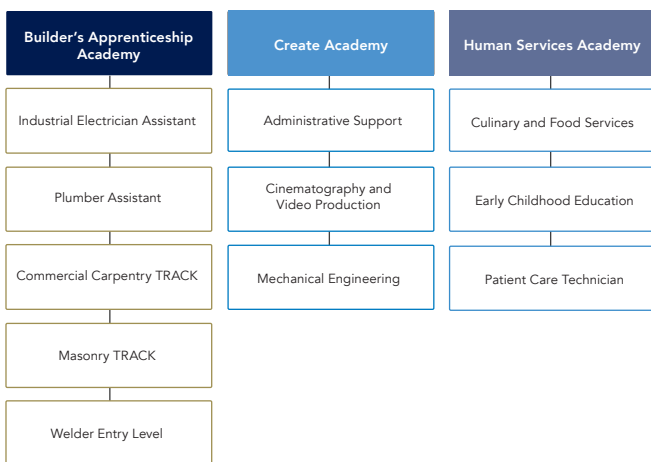 Builder's Apprenticeship
Academy
Industrial Electrician Assistant
Plumber Assistant
Commercial Carpentry TRACK
Masonry TRACK
Welder Entry Level
Create Academy
Administrative Support
Cinematography and
Video Production
Mechanical Engineering
Human Services Academy
Culinary and Food Services
Early Childhood Education
Patient Care Technician